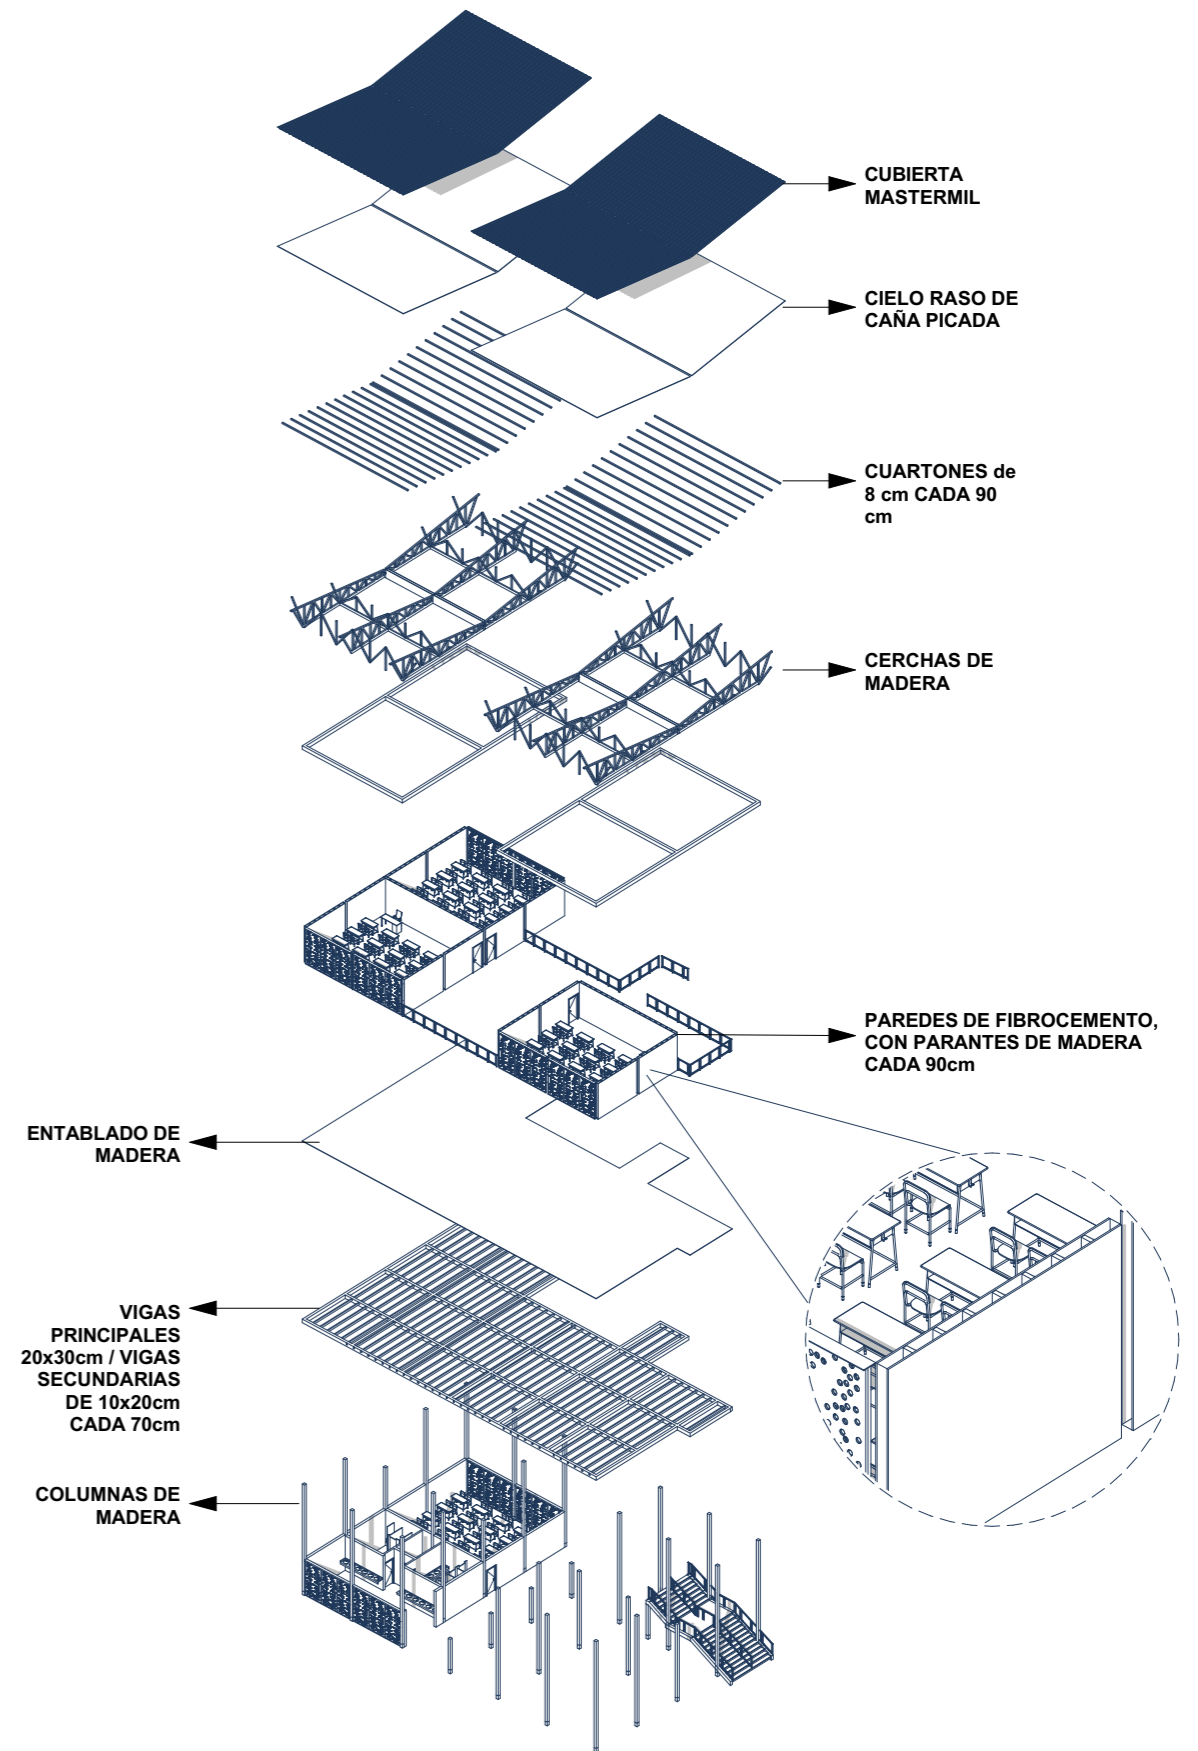 CUBIERTA
MASTERMIL
CIELO RASO DE
CAÑA PICADA
CUARTONES de
8 cm CADA 90
cm
CERCHAS DE
MADERA
PAREDES DE FIBROCEMENTO,
CON PARANTES DE MADERA
CADA 90cm
ENTABLADO DE
MADERA
VIGAS
PRINCIPALES
20x30cm / VIGAS
SECUNDARIAS
DE 10x20cm
CADA 70cm
COLUMNAS DE
MADERA